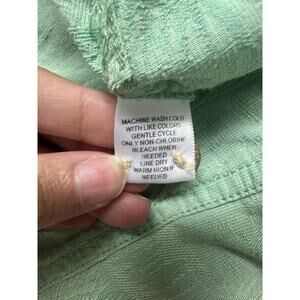 MACHINE WASH COLD
WITH LIKE COLORS
GENTLE CYCLE
ONLY NON-CHLORINE
BLEACH WHEN
NEEDED
LINE DRY
WARM IRON IF
NEEDED